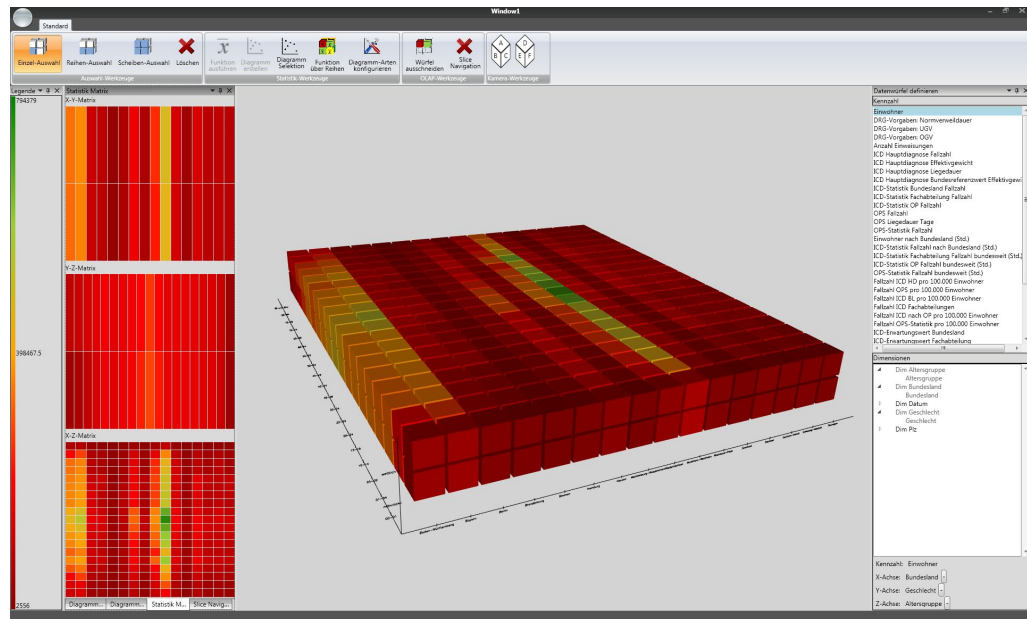 Window1
Standard
Einzel-Auswahl
Reihen-Auswahl
Scheiben-Auswahl
Löschen
Funktion ausführen
Diagramm erstellen
Diagramm Selektion
Funktion über Reihen
Diagramm-Arten konfigurieren
Würfel ausschneiden
Slice Navigation
A
B
C
D
E
F
Auswahl-Werkzeuge
Statistik-Werkzeuge
OLAF-Werkzeuge
Kamera-Werkzeuge
Legende
794379
398467.5
2556
Statistik Matrix
X-Y-Matrix
Y-Z-Matrix
X-Z-Matrix
Diagramm...
Diagramm...
Statistik M...
Slice Navig...
Datenwürfel definieren
Kennzahl
Einwohner
DRG-Vorgaben: Normverweildauer
DRG-Vorgaben: UGV
DRG-Vorgaben: OGV
Anzahl Einweisungen
ICD Hauptdiagnose Fallzahl
ICD Hauptdiagnose Effektivgewicht
ICD Hauptdiagnose Liegedauer
ICD Hauptdiagnose Bundesreferenzwert Effektivgewi
ICD-Statistik Bundesland Fallzahl
ICD-Statistik Fachabteilung Fallzahl
ICD-Statistik OP Fallzahl
OPS Fallzahl
OPS Liegedauer Tage
OPS-Statistik Fallzahl
Einwohner nach Bundesland (Std.)
ICD-Statistik Fallzahl nach Bundesland (Std.)
ICD-Statistik Fachabteilung Fallzahl bundesweit (Std.)
ICD-Statistik OP Fallzahl bundesweit (Std.)
OPS-Statistik Fallzahl bundesweit (Std.)
Fallzahl ICD HD pro 100.000 Einwohner
Fallzahl OPS pro 100.000 Einwohner
Fallzahl ICD BL pro 100.000 Einwohner
Fallzahl ICD Fachabteilungen
Fallzahl ICD nach OP pro 100.000 Einwohner
Fallzahl OPS-Statistik pro 100.000 Einwohner
ICD-Erwartungswert Bundesland
ICD-Erwartungswert Fachabteilung
Dimensionen
Dim Altersgruppe
Altersgruppe
Dim Bundesland
Bundesland
Dim Datum
Dim Geschlecht
Geschlecht
Dim Plz
Kennzahl: Einwohner
X-Achse: Bundesland
Y-Achse: Geschlecht
Z-Achse: Altersgruppe